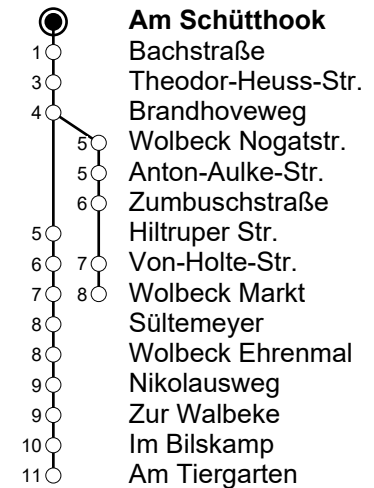 Am Schütthook
1 Bachstraße
3 Theodor-Heuss-Str.
4 Brandhoveweg
5 Wolbeck Nogatstr.
5 Anton-Aulke-Str.
6 Zumbuschstraße
5 Hiltruper Str.
6 7 Von-Holte-Str.
7 8 Wolbeck Markt
8 Sültemeyer
8 Wolbeck Ehrenmal
9 Nikolausweg
9 Zur Walbeke
10 Im Bilskamp
11 Am Tiergarten